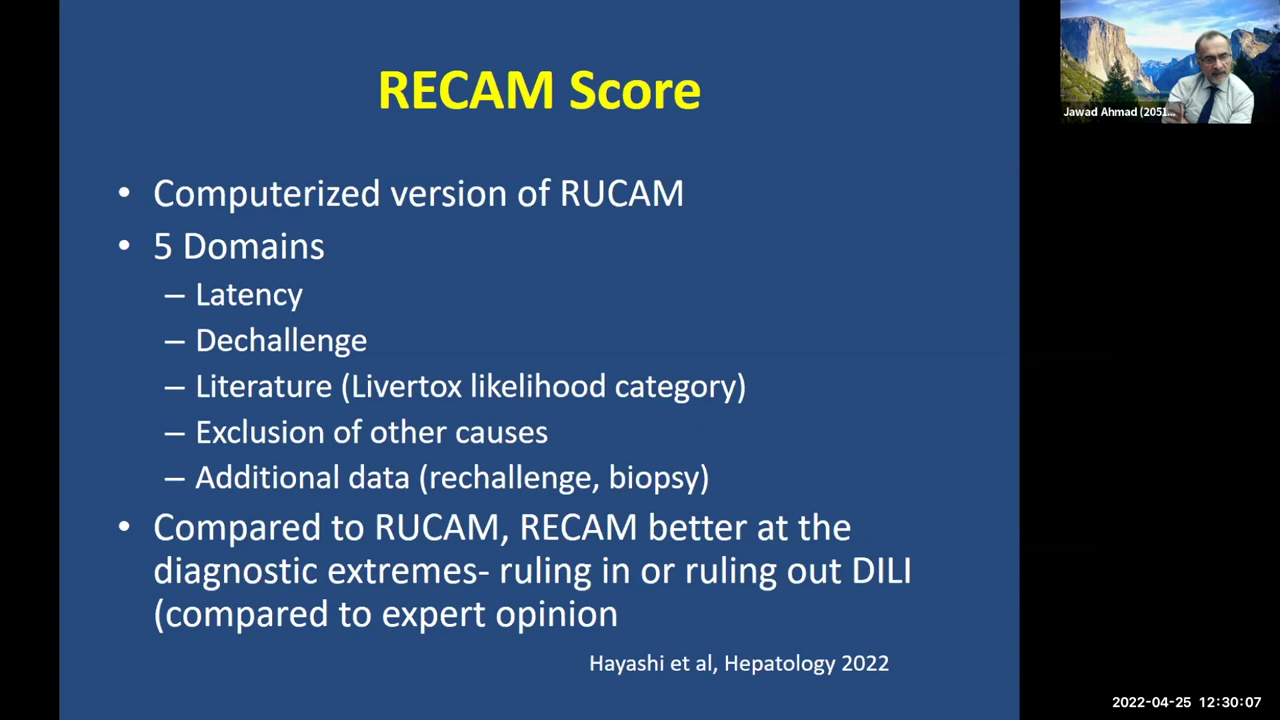 RECAM Score
• Computerized version of RUCAM
• 5 Domains
– Latency
– Dechallenge
– Literature (Livertox likelihood category)
– Exclusion of other causes
– Additional data (rechallenge, biopsy)
• Compared to RUCAM, RECAM better at the
diagnostic extremes- ruling in or ruling out DILI
(compared to expert opinion
Hayashi et al, Hepatology 2022
Jawad Ahmad (2051...
2022-04-25 12:30:07